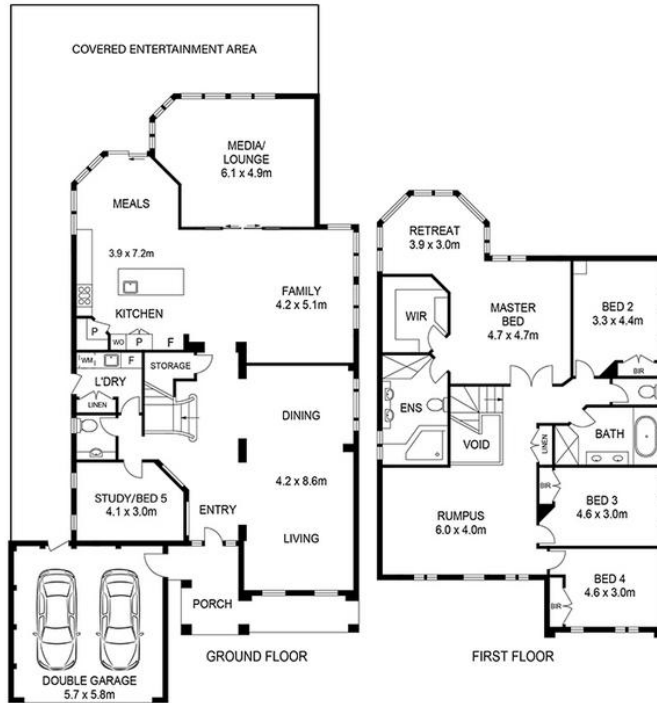 COVERED ENTERTAINMENT AREA
MEDIA/
LOUNGE
6.1 x 4.9m
MEALS
3.9 x 7.2m
KITCHEN
FAMILY
4.2 x 5.1m
P
WO
P
F
STORAGE
WM
F
L'DRY
LINEN
DINING
4.2 x 8.6m
STUDY/BED 5
4.1 x 3.0m
ENTRY
LIVING
PORCH
DOUBLE GARAGE
5.7 x 5.8m
GROUND FLOOR
RETREAT
3.9 x 3.0m
WIR
MASTER
BED
4.7 x 4.7m
BED 2
3.3 x 4.4m
BIR
ENS
VOID
LINEN
BATH
RUMPUS
6.0 x 4.0m
BIR
BED 3
4.6 x 3.0m
BED 4
4.6 x 3.0m
BIR
FIRST FLOOR